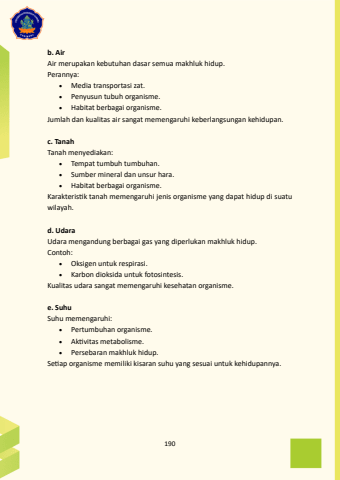 b. Air
Air merupakan kebutuhan dasar semua makhluk hidup.
Perannya:
• Media transportasi zat.
• Penyusun tubuh organisme.
• Habitat berbagai organisme.
Jumlah dan kualitas air sangat memengaruhi keberlangsungan kehidupan.
c. Tanah
Tanah menyediakan:
• Tempat tumbuh tumbuhan.
• Sumber mineral dan unsur hara.
• Habitat berbagai organisme.
Karakteristik tanah memengaruhi jenis organisme yang dapat hidup di suatu
wilayah.
d. Udara
Udara mengandung berbagai gas yang diperlukan makhluk hidup.
Contoh:
• Oksigen untuk respirasi.
• Karbon dioksida untuk fotosintesis.
Kualitas udara sangat memengaruhi kesehatan organisme.
e. Suhu
Suhu memengaruhi:
• Pertumbuhan organisme.
• Aktivitas metabolisme.
• Persebaran makhluk hidup.
Setiap organisme memiliki kisaran suhu yang sesuai untuk kehidupannya.
190